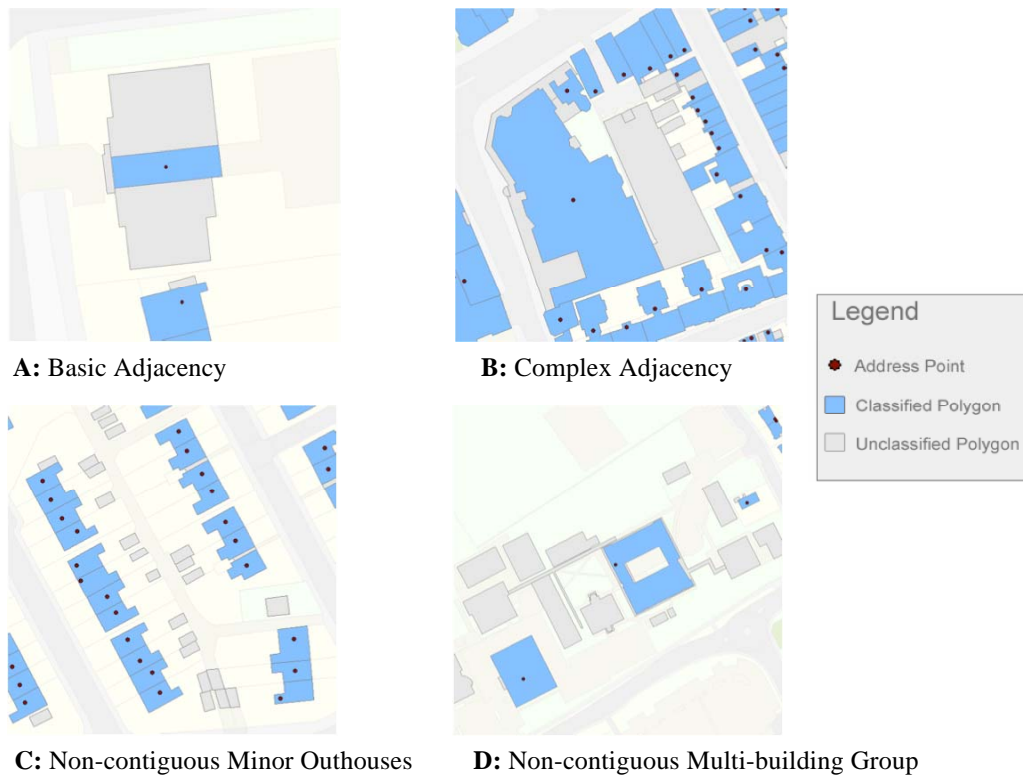 A: Basic Adjacency
B: Complex Adjacency
Legend
Address Point
Classified Polygon
Unclassified Polygon
C: Non-contiguous Minor Outhouses
D: Non-contiguous Multi-building Group